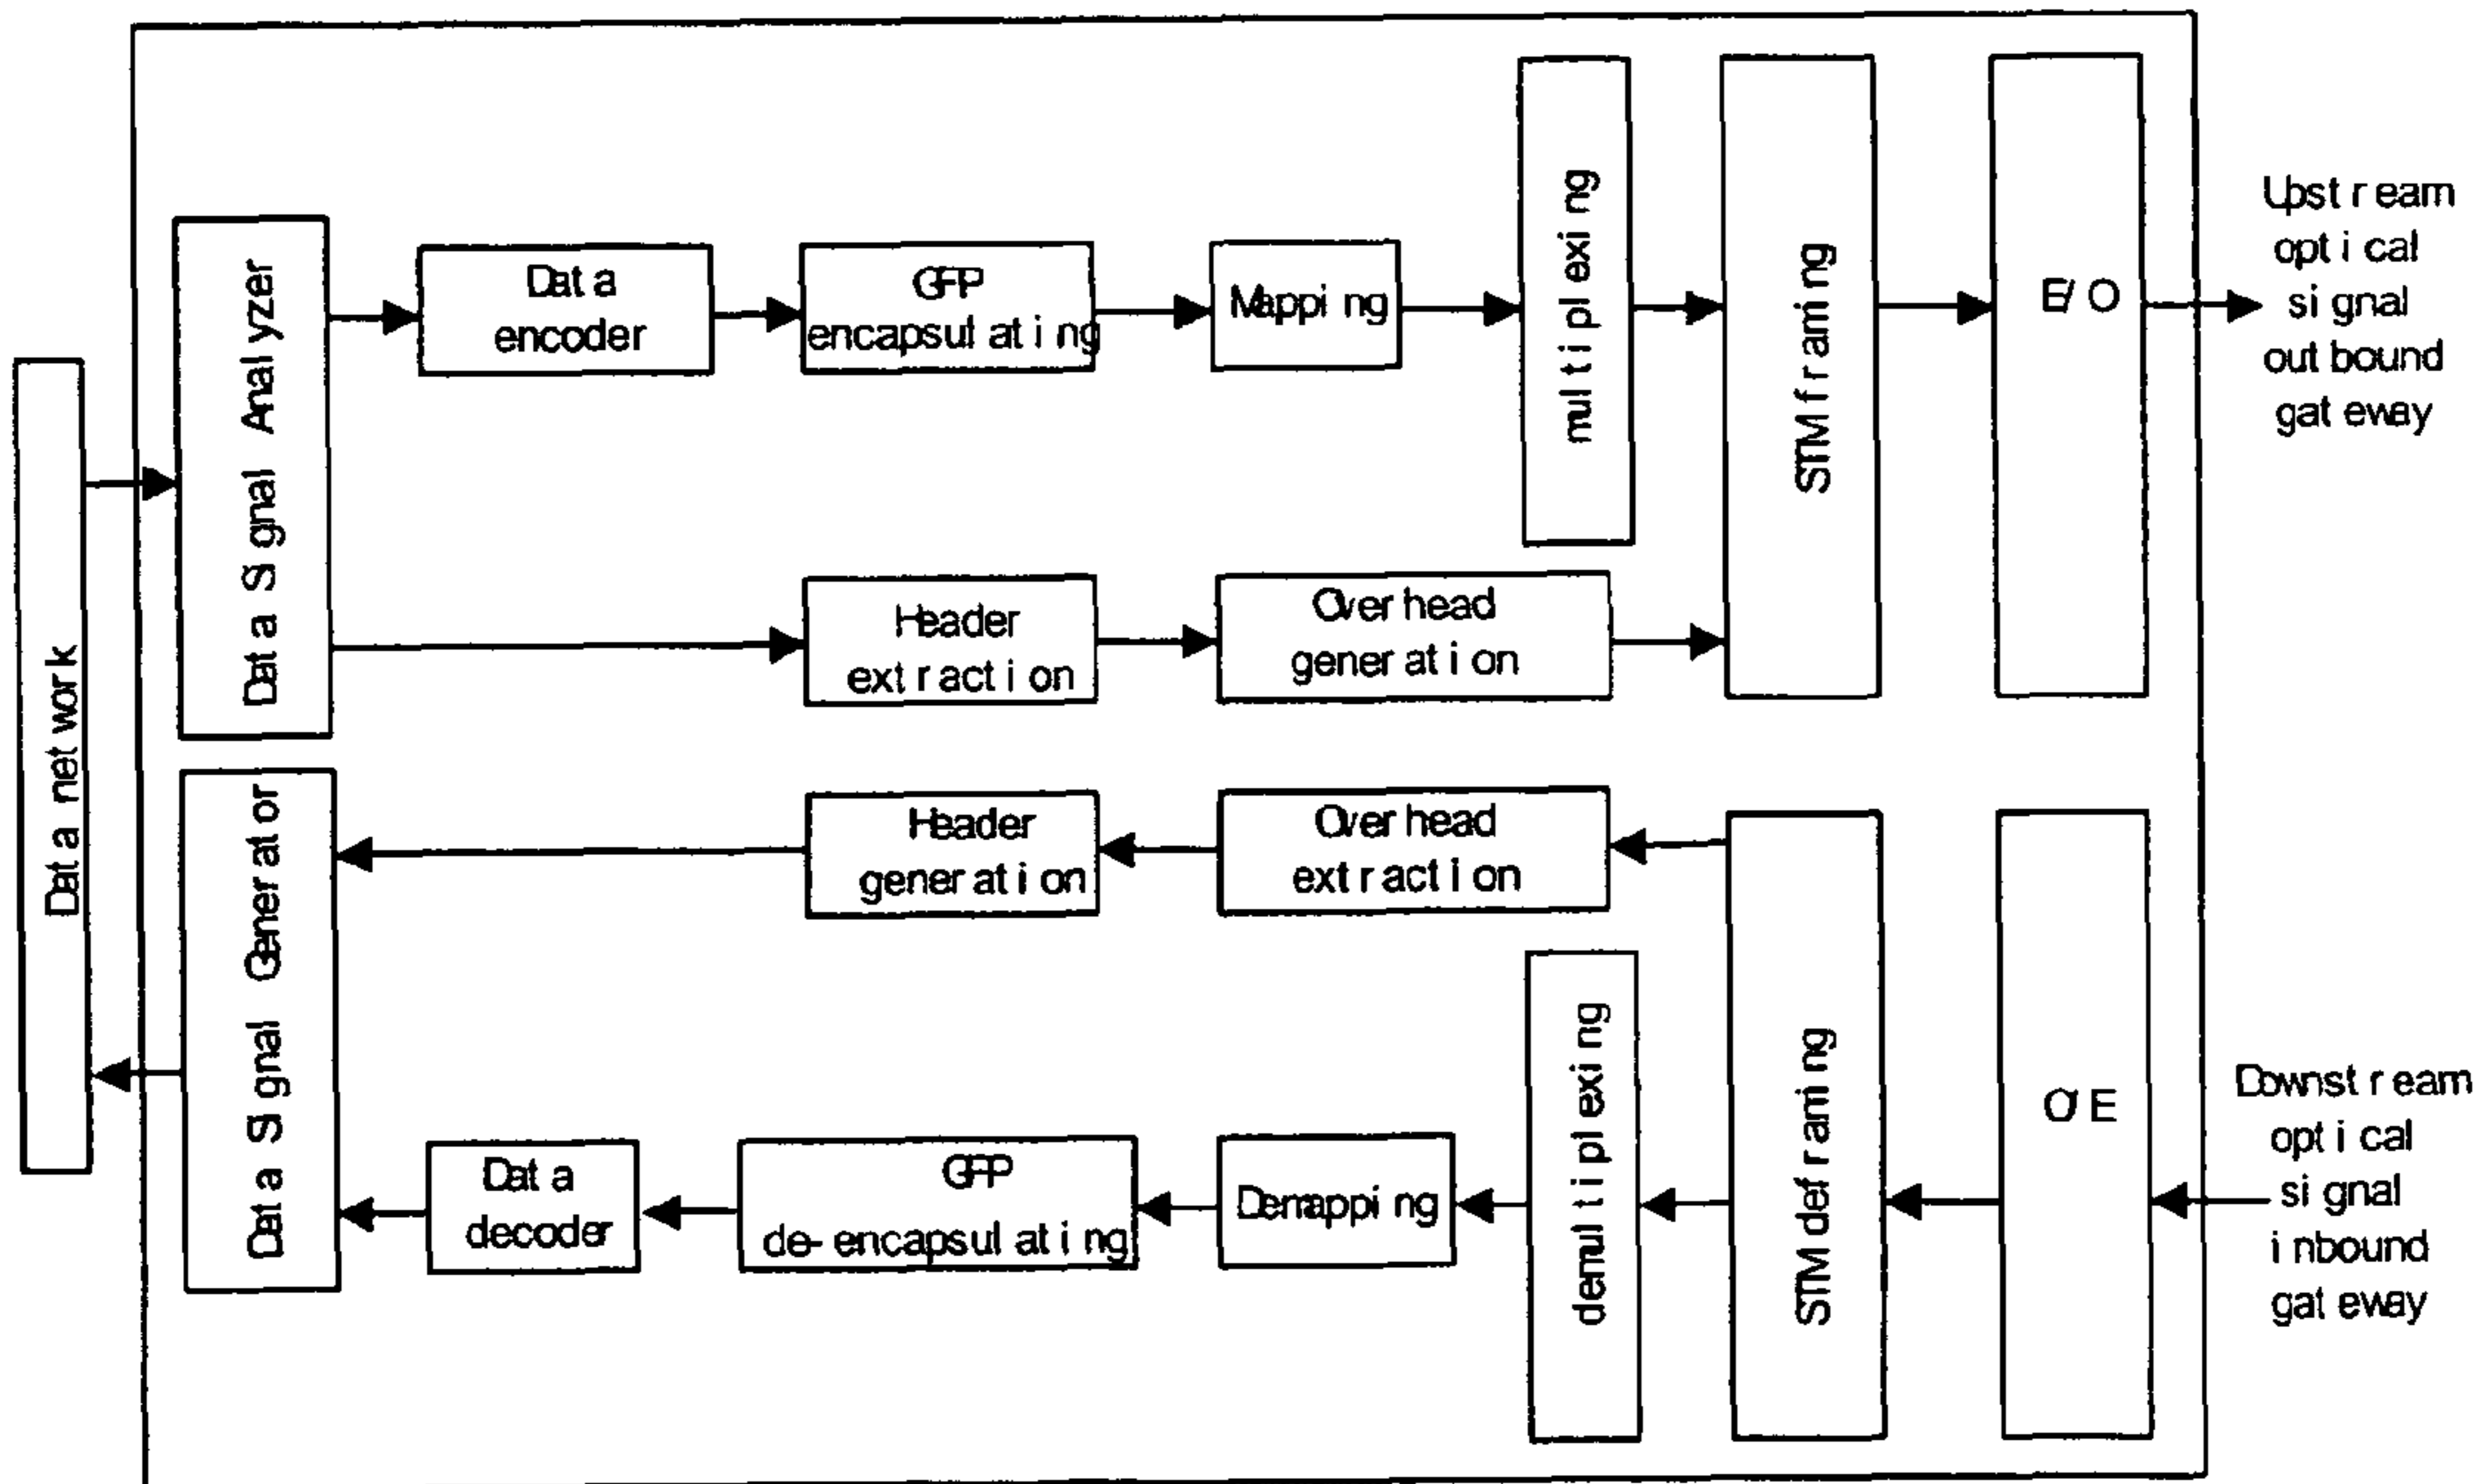 Data network
Data Signal Analyzer
Data
encoder
GFP
encapsulating
Mapping
multiplexing
STM framing
E/O
Upstream
optical
signal
outbound
gateway
Header
extraction
Overhead
generation
Data Signal Generator
Header
generation
Overhead
extraction
Data
decoder
GFP
de-encapsulating
Demapping
demultiplexing
STM deframing
O/E
Downstream
optical
signal
inbound
gateway